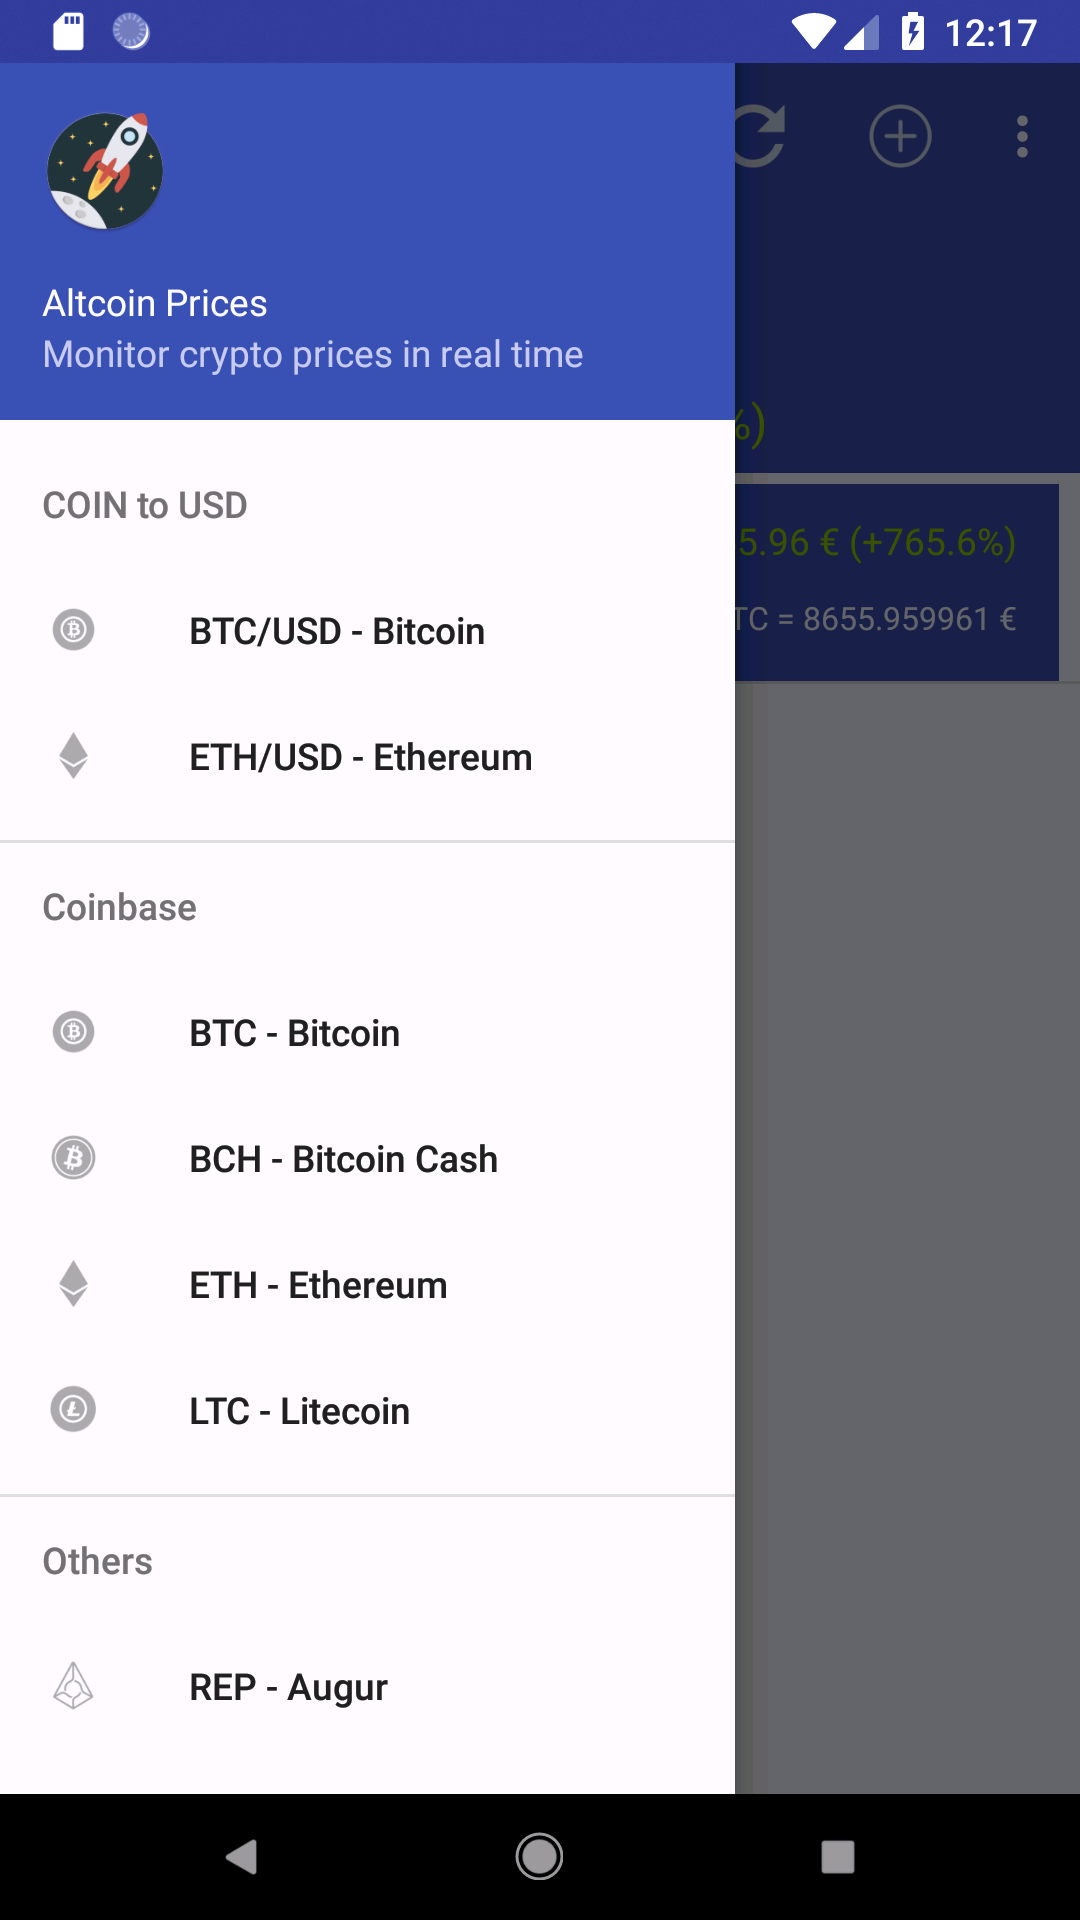 12:17
Altcoin Prices
Monitor crypto prices in real time
%)
COIN to USD
5.96 € (+765.6%)
BTC/USD - Bitcoin
TC = 8655.959961 €
ETH/USD - Ethereum
Coinbase
BTC - Bitcoin
BCH - Bitcoin Cash
ETH - Ethereum
LTC - Litecoin
Others
REP - Augur